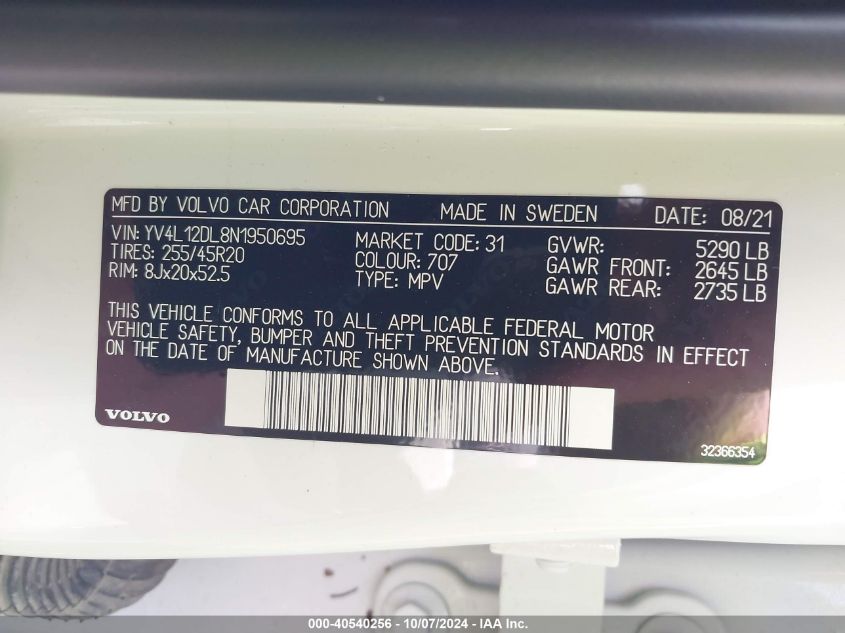 MFD BY VOLVO CAR CORPORATION MADE IN SWEDEN DATE: 08/21
VIN: YV4L12DL8N1950695 MARKET CODE: 31 GVWR: 5290 LB
TIRES: 255/45R20 COLOUR: 707 GAWR FRONT: 2645 LB
RIM: 8Jx20x52.5 TYPE: MPV GAWR REAR: 2735 LB
THIS VEHICLE CONFORMS TO ALL APPLICABLE FEDERAL MOTOR
VEHICLE SAFETY, BUMPER AND THEFT PREVENTION STANDARDS IN EFFECT
ON THE DATE OF MANUFACTURE SHOWN ABOVE.
VOLVO
32366354
000-40540256 - 10/07/2024 - IAA Inc.